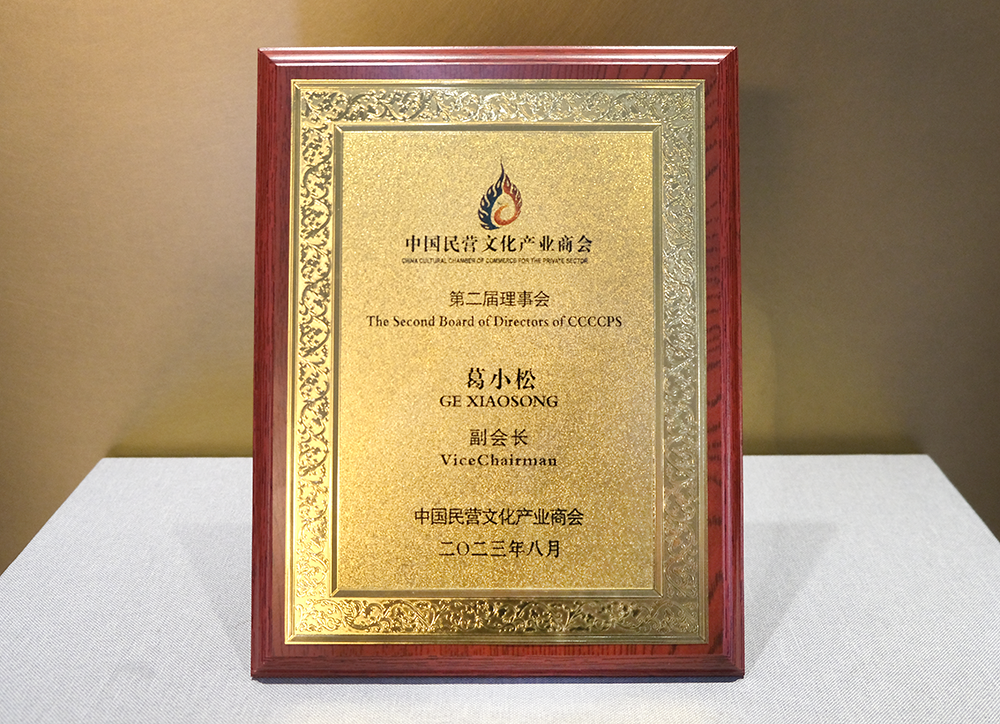 中国民营文化产业商会
CHINA CULTURAL CHAMBER OF COMMERCE FOR THE PRIVATE SECTOR
第二届理事会
The Second Board of Directors of CCCCPS
葛小松
GE XIAOSONG
副会长
ViceChairman
中国民营文化产业商会
二〇二三年八月